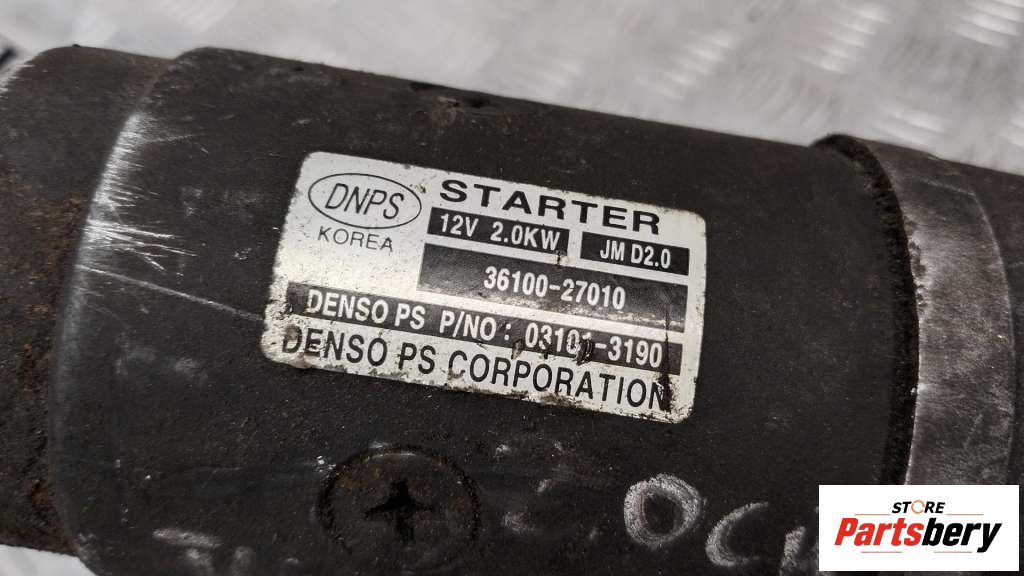 DNPS
KOREA
STARTER
12V 2.0KW JM D2.0
36100-27010
DENSO PS P/NO : 03101-3190
DENSO PS CORPORATION
STORE
Partsbery